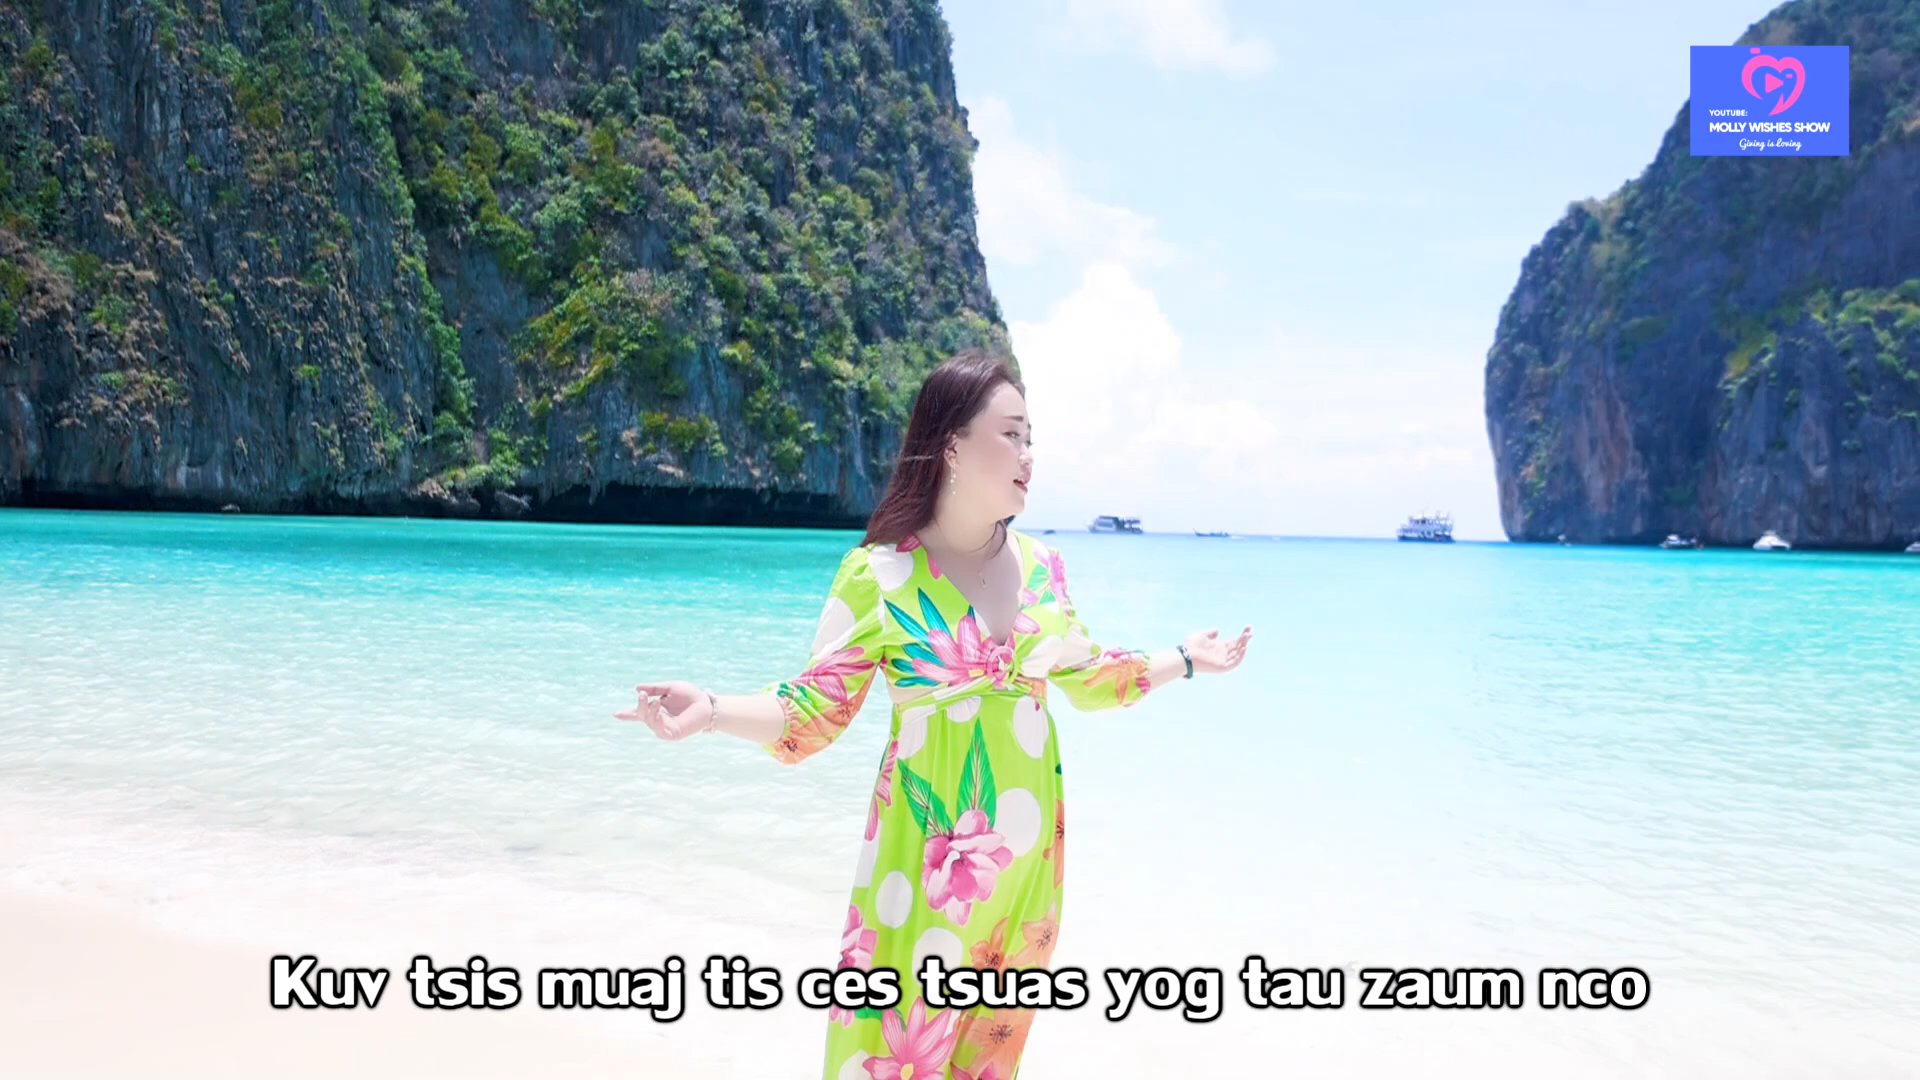 YOUTUBE:
MOLLY WISHES SHOW
Giving is Loving
Kuv tsis muaj tis ces tsuas yog tau zaum nco